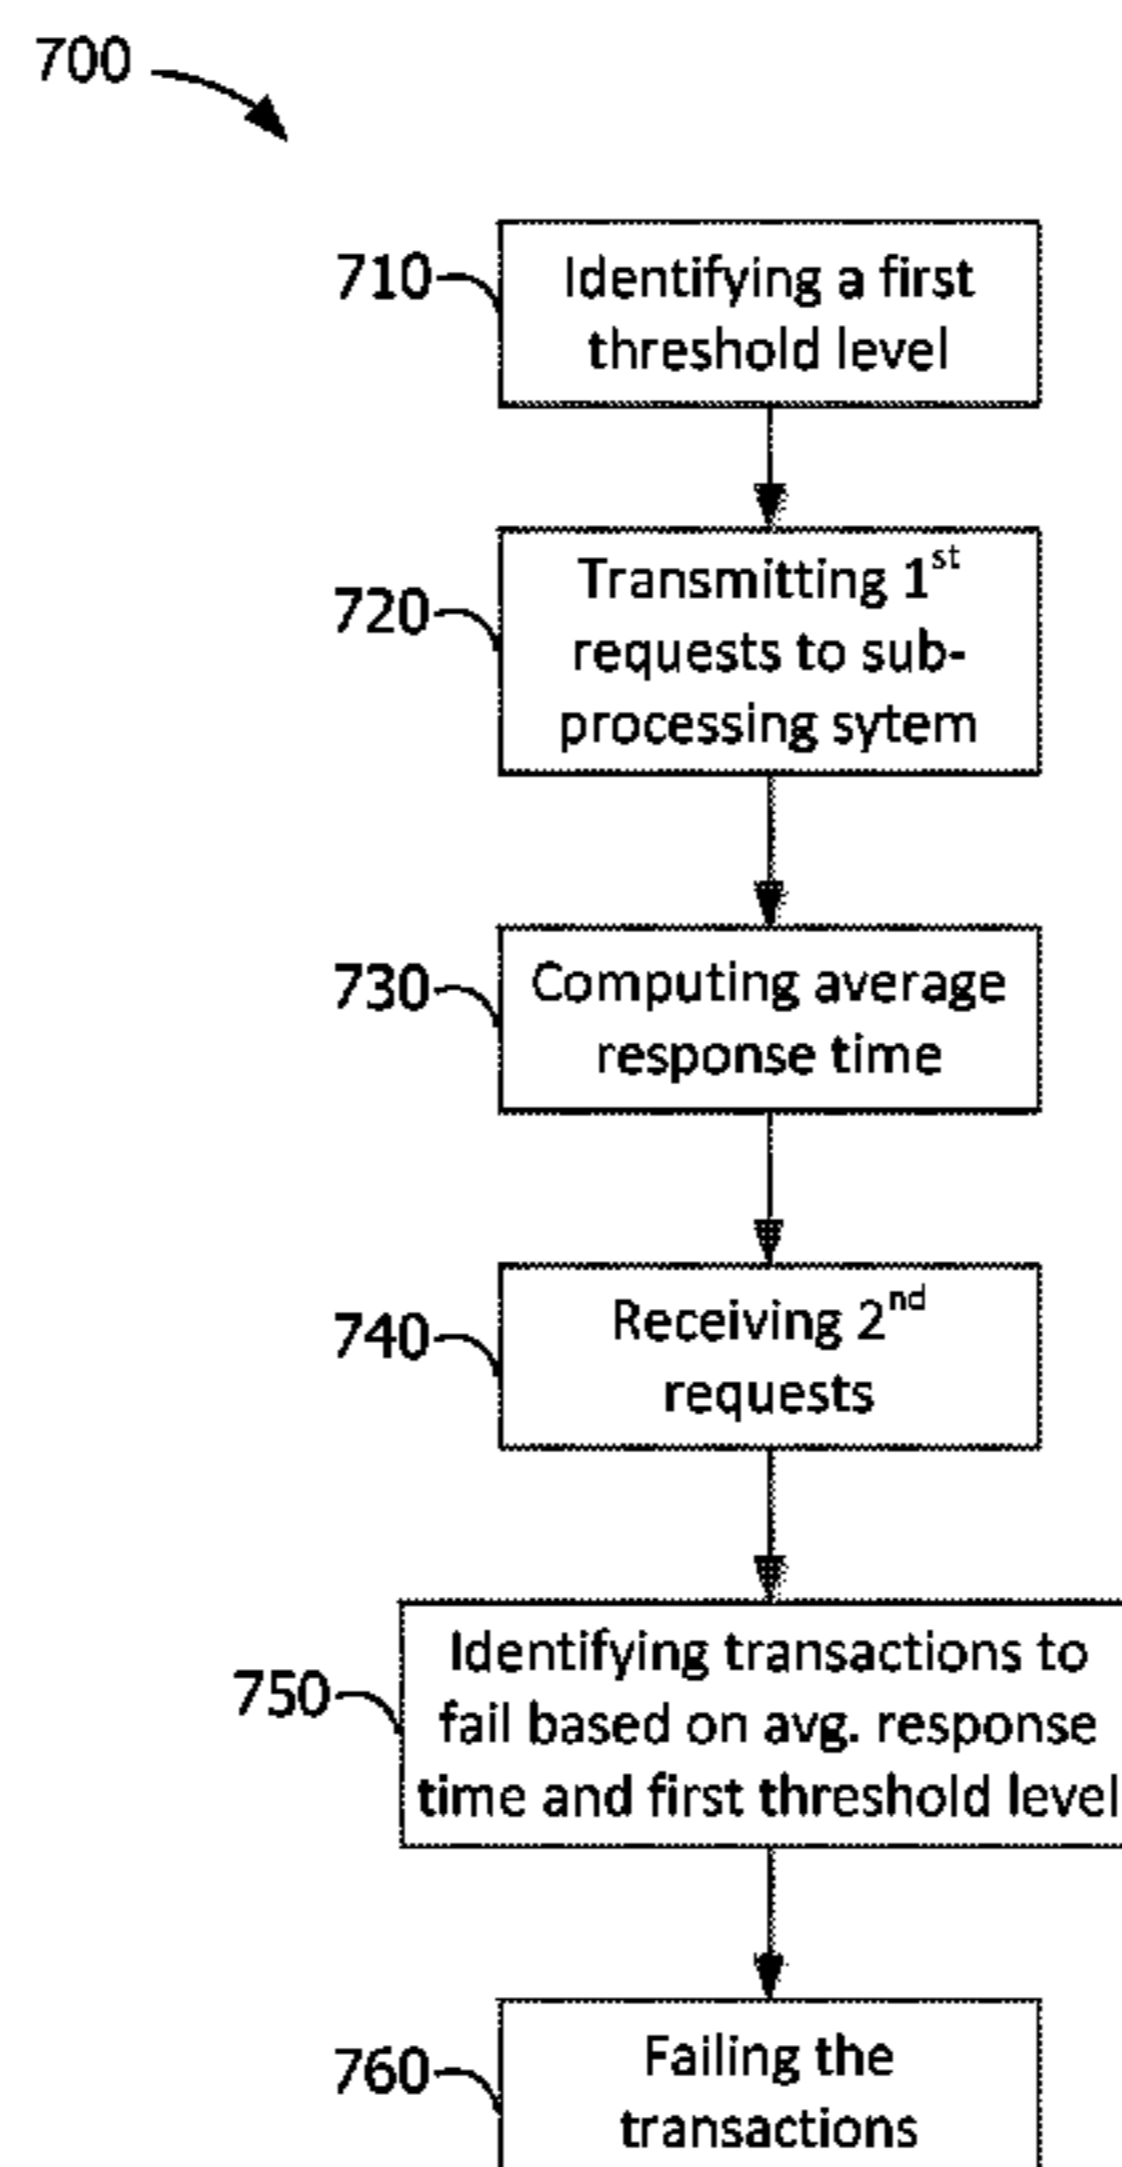 700
710
Identifying a first
threshold level
720
Transmitting 1st
requests to sub-
processing sytem
730
Computing average
response time
740
Receiving 2nd
requests
750
Identifying transactions to
fail based on avg. response
time and first threshold level
760
Failing the
transactions